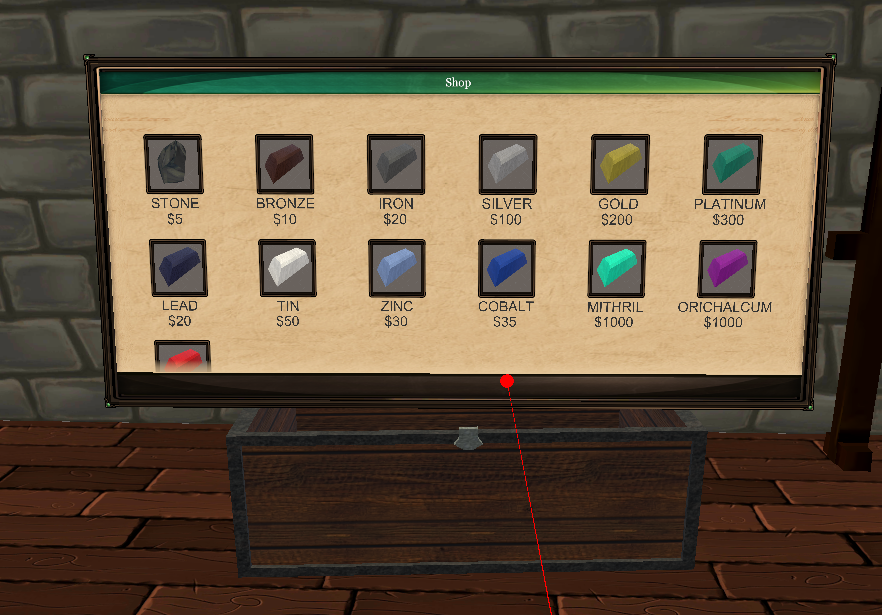 Shop
STONE BRONZE IRON SILVER GOLD PLATINUM
$5 $10 $20 $100 $200 $300
LEAD TIN ZINC COBALT MITHRIL ORICHALCUM
$20 $50 $30 $35 $1000 $1000